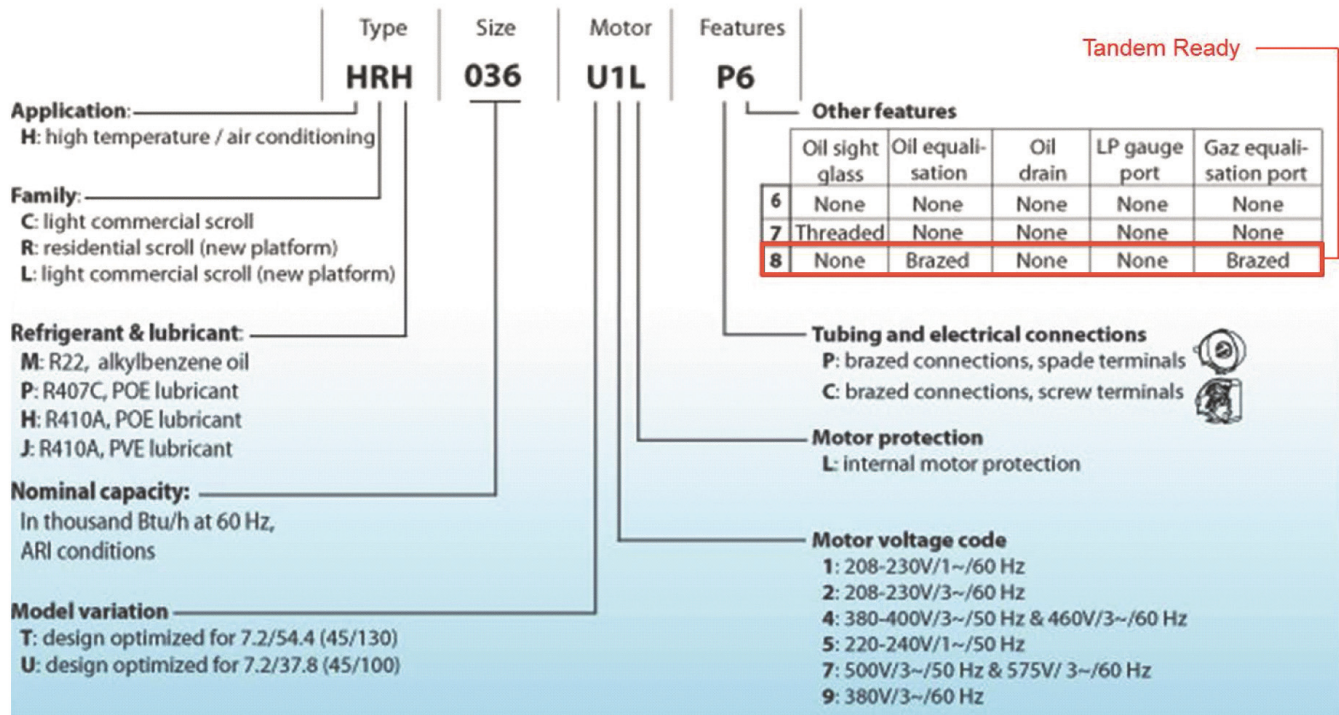 Type Size Motor Features
Tandem Ready
HRH 036 U1L P6
Application:
H: high temperature / air conditioning
Family:
C: light commercial scroll
R: residential scroll (new platform)
L: light commercial scroll (new platform)
Refrigerant & lubricant:
M: R22, alkylbenzene oil
P: R407C, POE lubricant
H: R410A, POE lubricant
J: R410A, PVE lubricant
Nominal capacity:
In thousand Btu/h at 60 Hz,
ARI conditions
Model variation
T: design optimized for 7.2/54.4 (45/130)
U: design optimized for 7.2/37.8 (45/100)
Other features
Oil sight glass Oil equali-sation Oil drain LP gauge port Gaz equali-sation port
6 None None None None None
7 Threaded None None None None
8 None Brazed None None Brazed
Tubing and electrical connections
P: brazed connections, spade terminals
C: brazed connections, screw terminals
Motor protection
L: internal motor protection
Motor voltage code
1: 208-230V/1~/60 Hz
2: 208-230V/3~/60 Hz
4: 380-400V/3~/50 Hz & 460V/3~/60 Hz
5: 220-240V/1~/50 Hz
7: 500V/3~/50 Hz & 575V/ 3~/60 Hz
9: 380V/3~/60 Hz